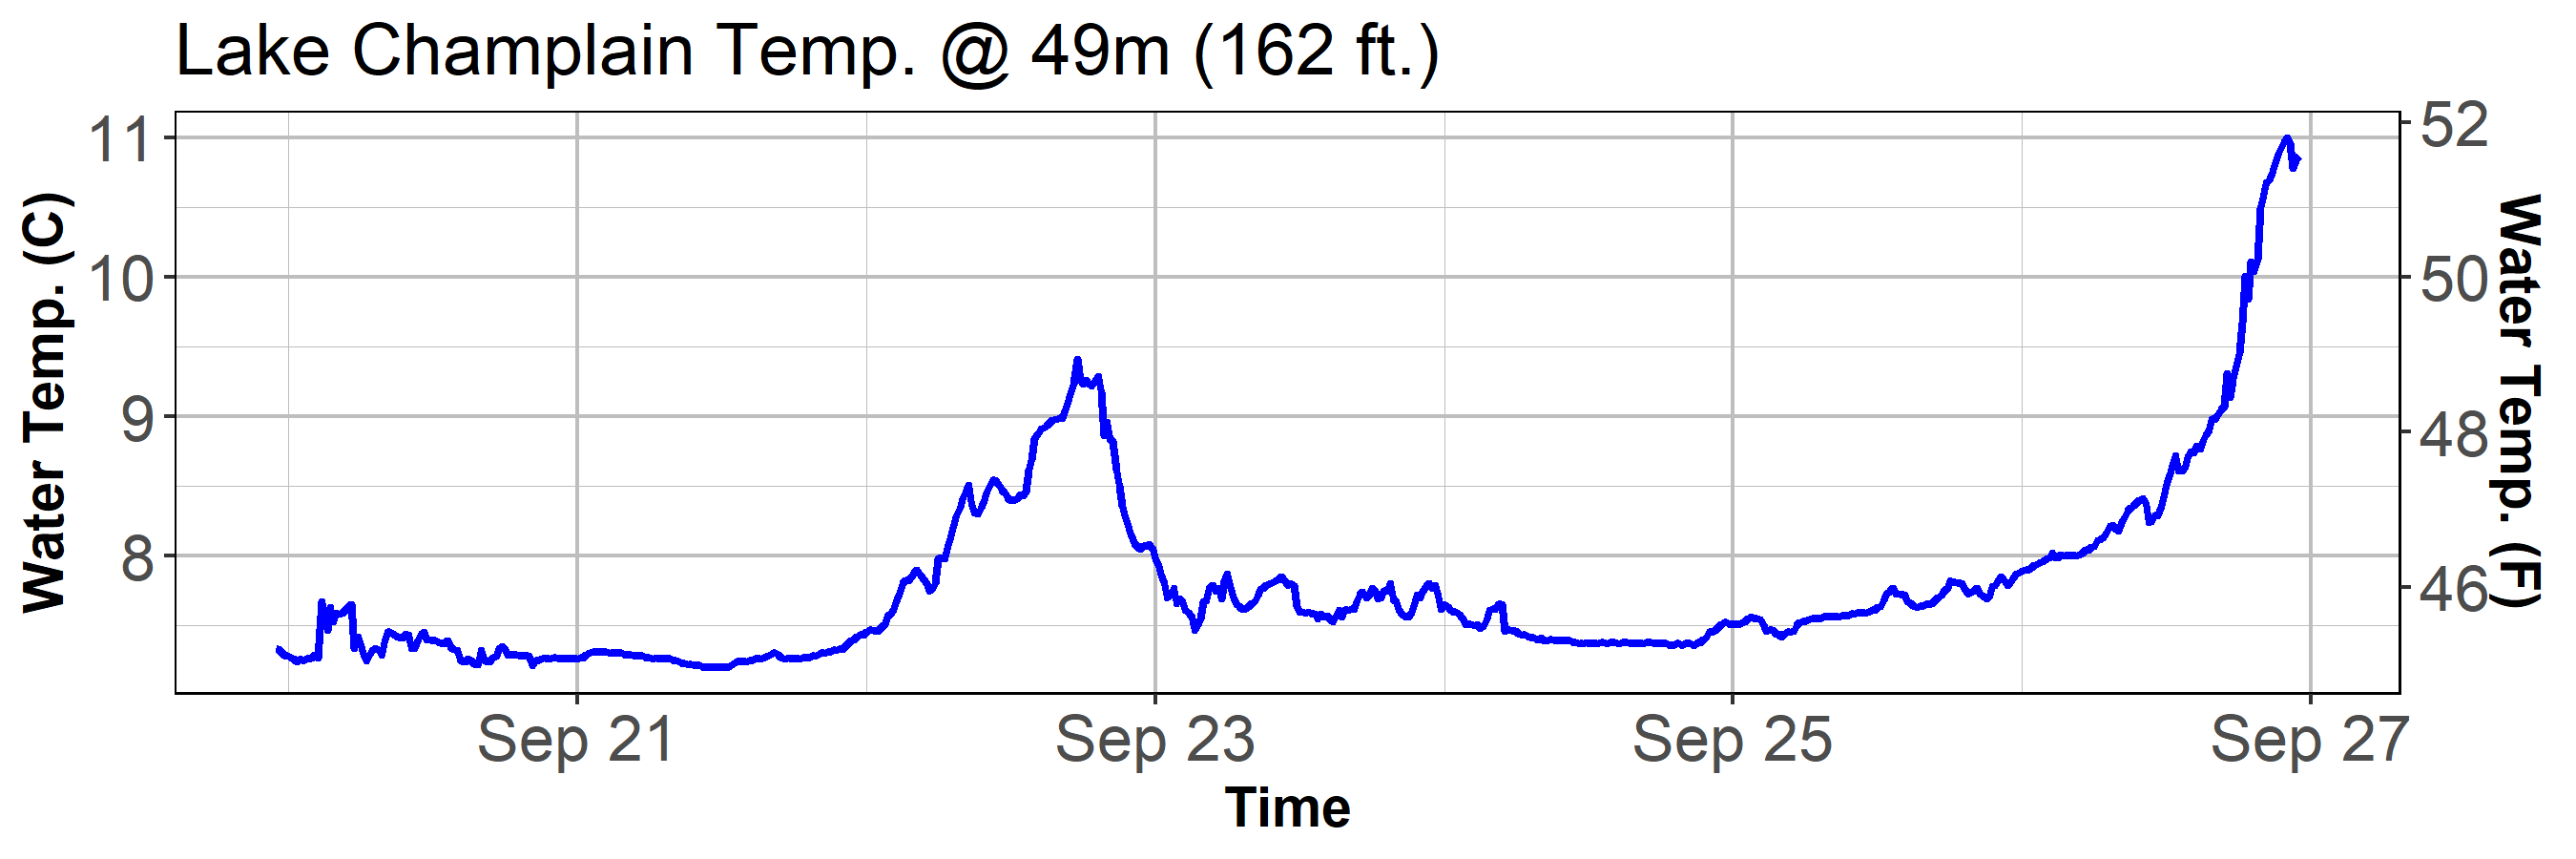 Lake Champlain Temp. @ 49m (162 ft.)
Water Temp. (C)
11
10
9
8
52
50
48
46
Water Temp. (F)
Sep 21
Sep 23
Sep 25
Sep 27
Time